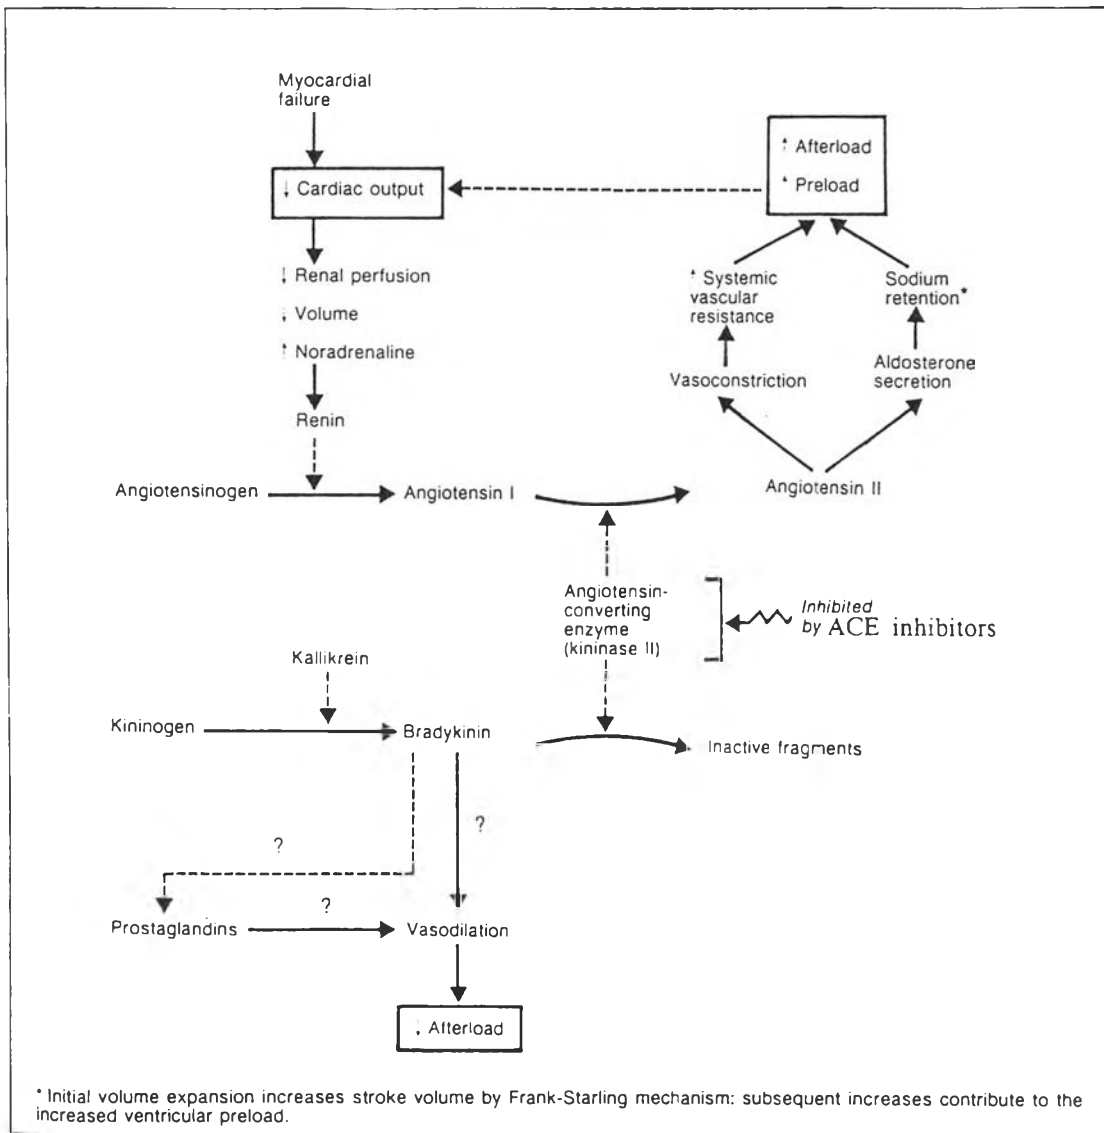 Myocardial
failure
↓ Cardiac output
↓ Renal perfusion
↓ Volume
↑ Noradrenaline
Renin
Angiotensinogen
Angiotensin I
↑ Afterload
↑ Preload
↑ Systemic
vascular
resistance
Sodium
retention*
Vasoconstriction
Aldosterone
secretion
Angiotensin II
Angiotensin-
converting
enzyme
(kininase II)
Inhibited
by ACE inhibitors
Kallikrein
Kininogen
Bradykinin
Inactive fragments
?
?
?
Prostaglandins
Vasodilation
↓ Afterload
* Initial volume expansion increases stroke volume by Frank-Starling mechanism: subsequent increases contribute to the
increased ventricular preload.